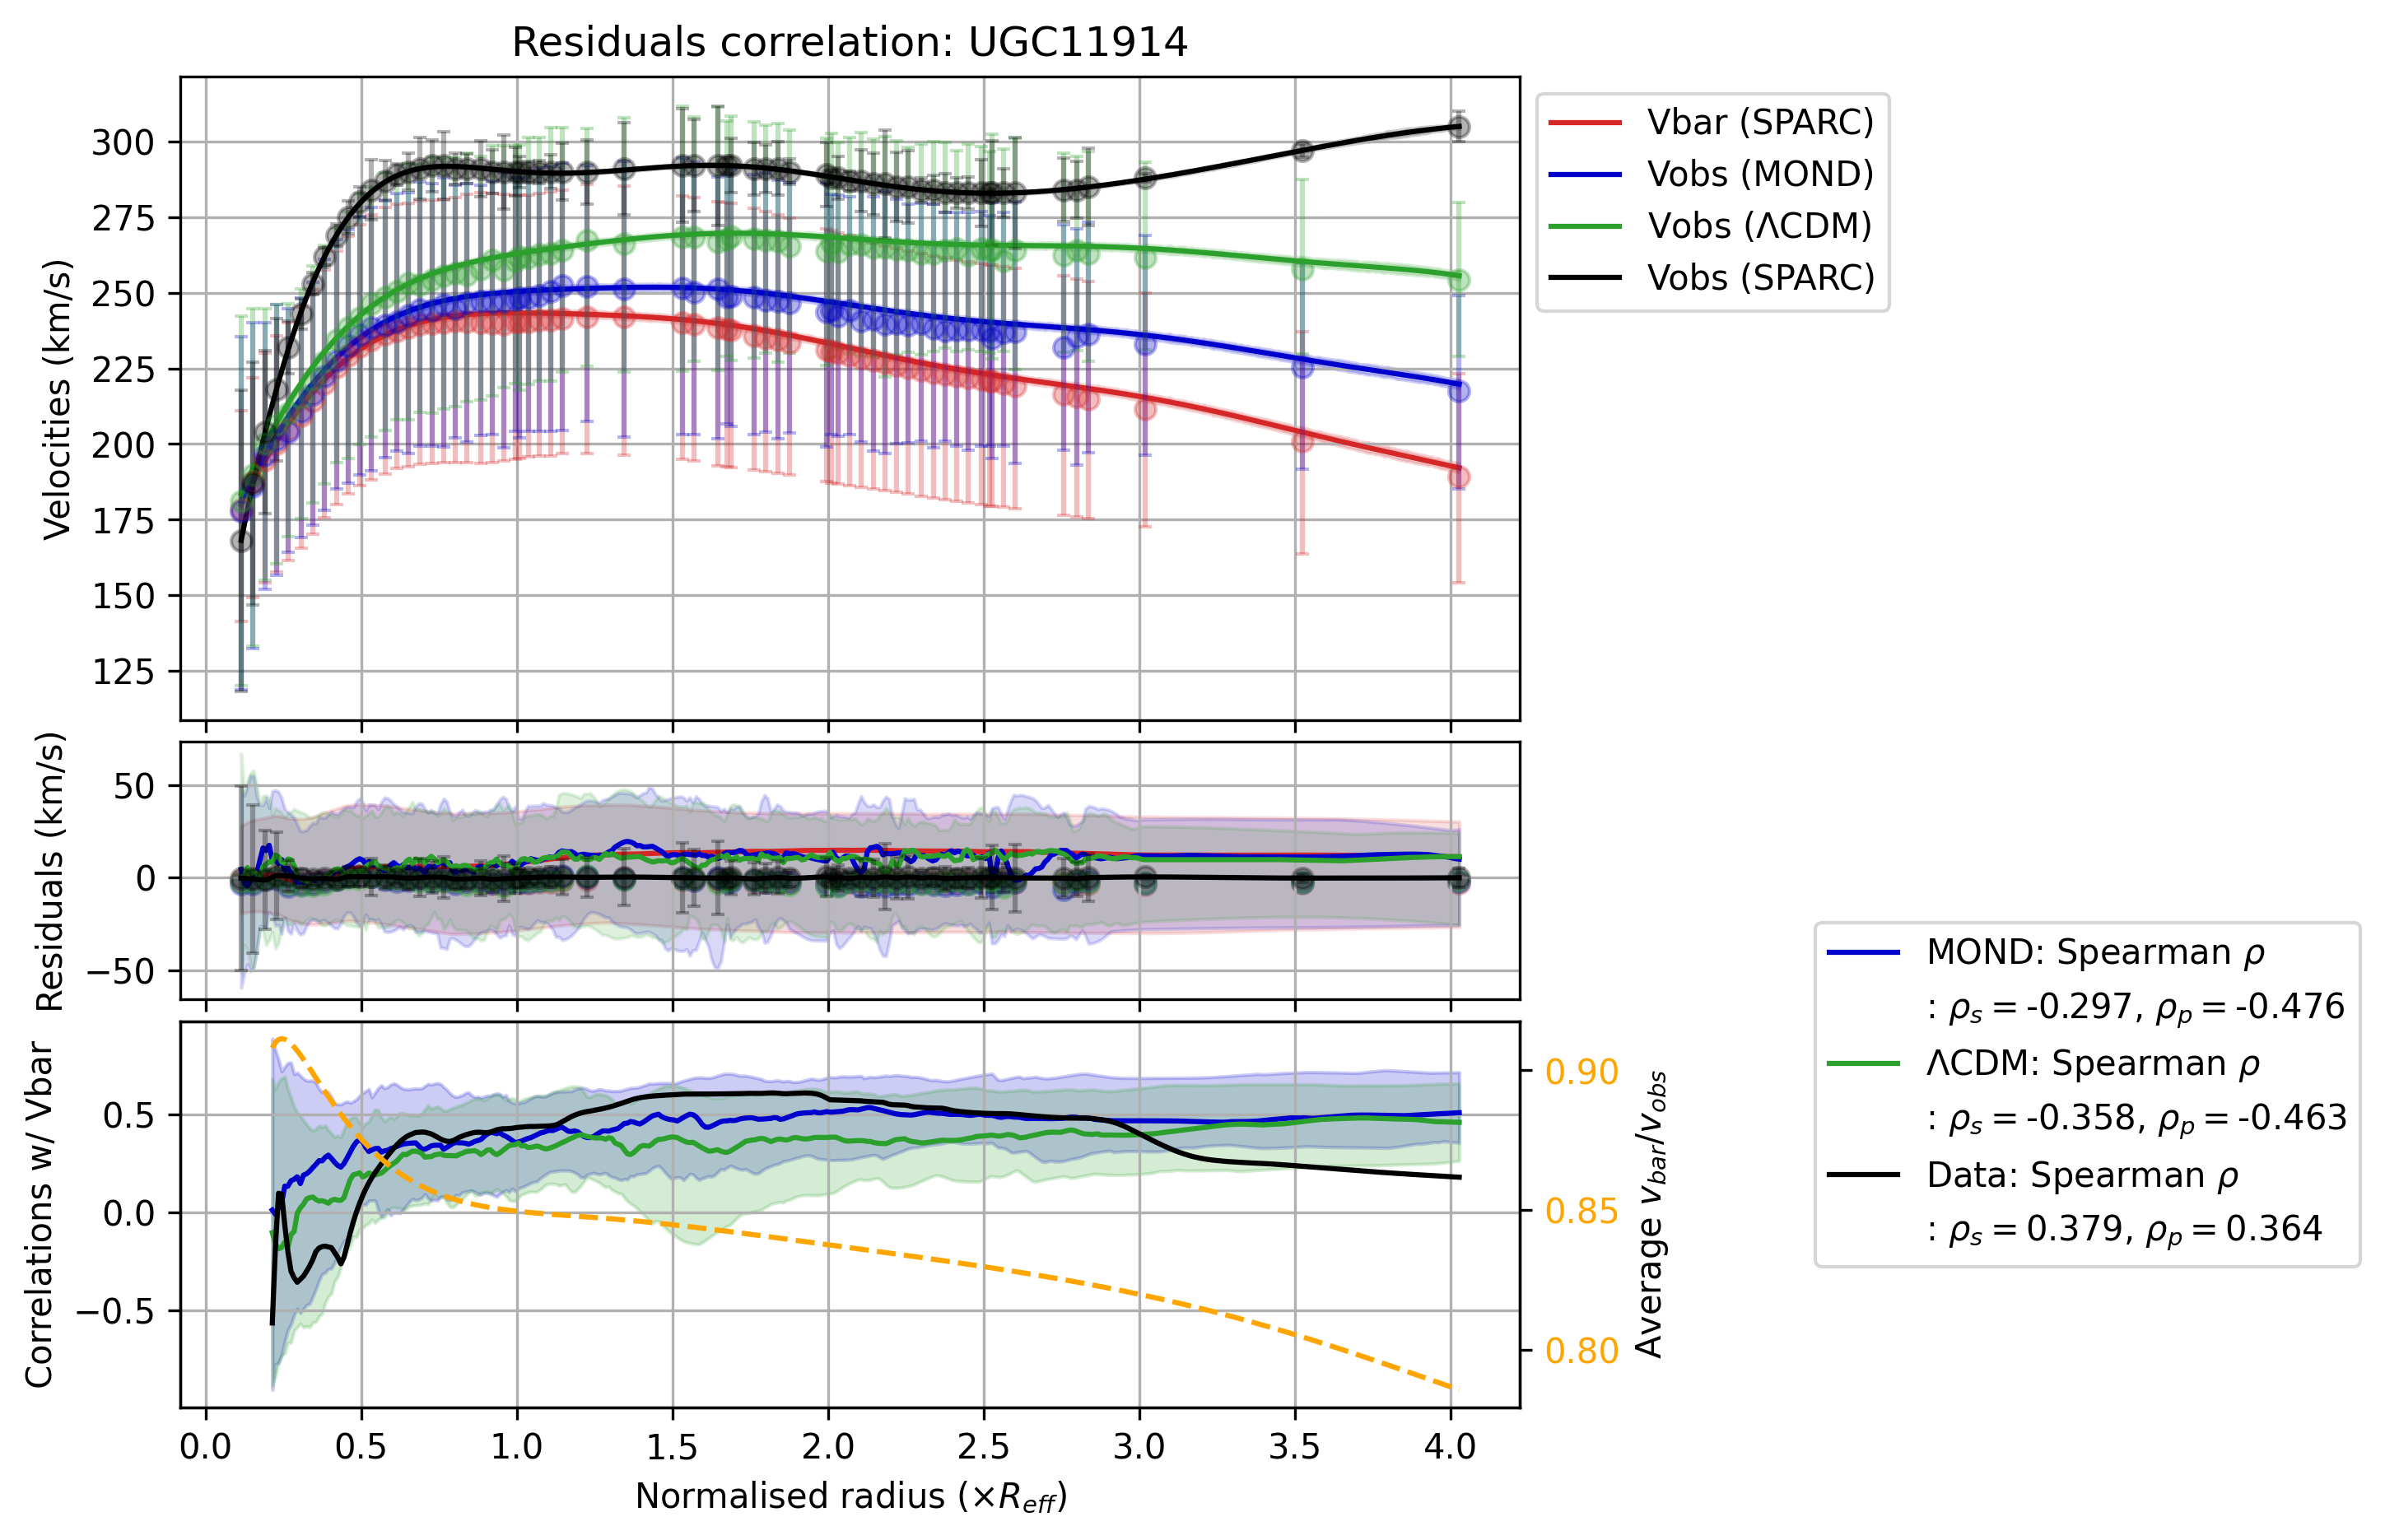 Residuals correlation: UGC11914
Velocities (km/s)
300
275
250
225
200
175
150
125
Vbar (SPARC)
Vobs (MOND)
Vobs (ΛCDM)
Vobs (SPARC)
Residuals (km/s)
50
0
−50
Correlations w/ Vbar
0.5
0.0
−0.5
0.90
0.85
0.80
Average v_bar/v_obs
MOND: Spearman ρ
: ρ_s = -0.297, ρ_p = -0.476
ΛCDM: Spearman ρ
: ρ_s = -0.358, ρ_p = -0.463
Data: Spearman ρ
: ρ_s = 0.379, ρ_p = 0.364
0.0 0.5 1.0 1.5 2.0 2.5 3.0 3.5 4.0
Normalised radius (×R_eff)